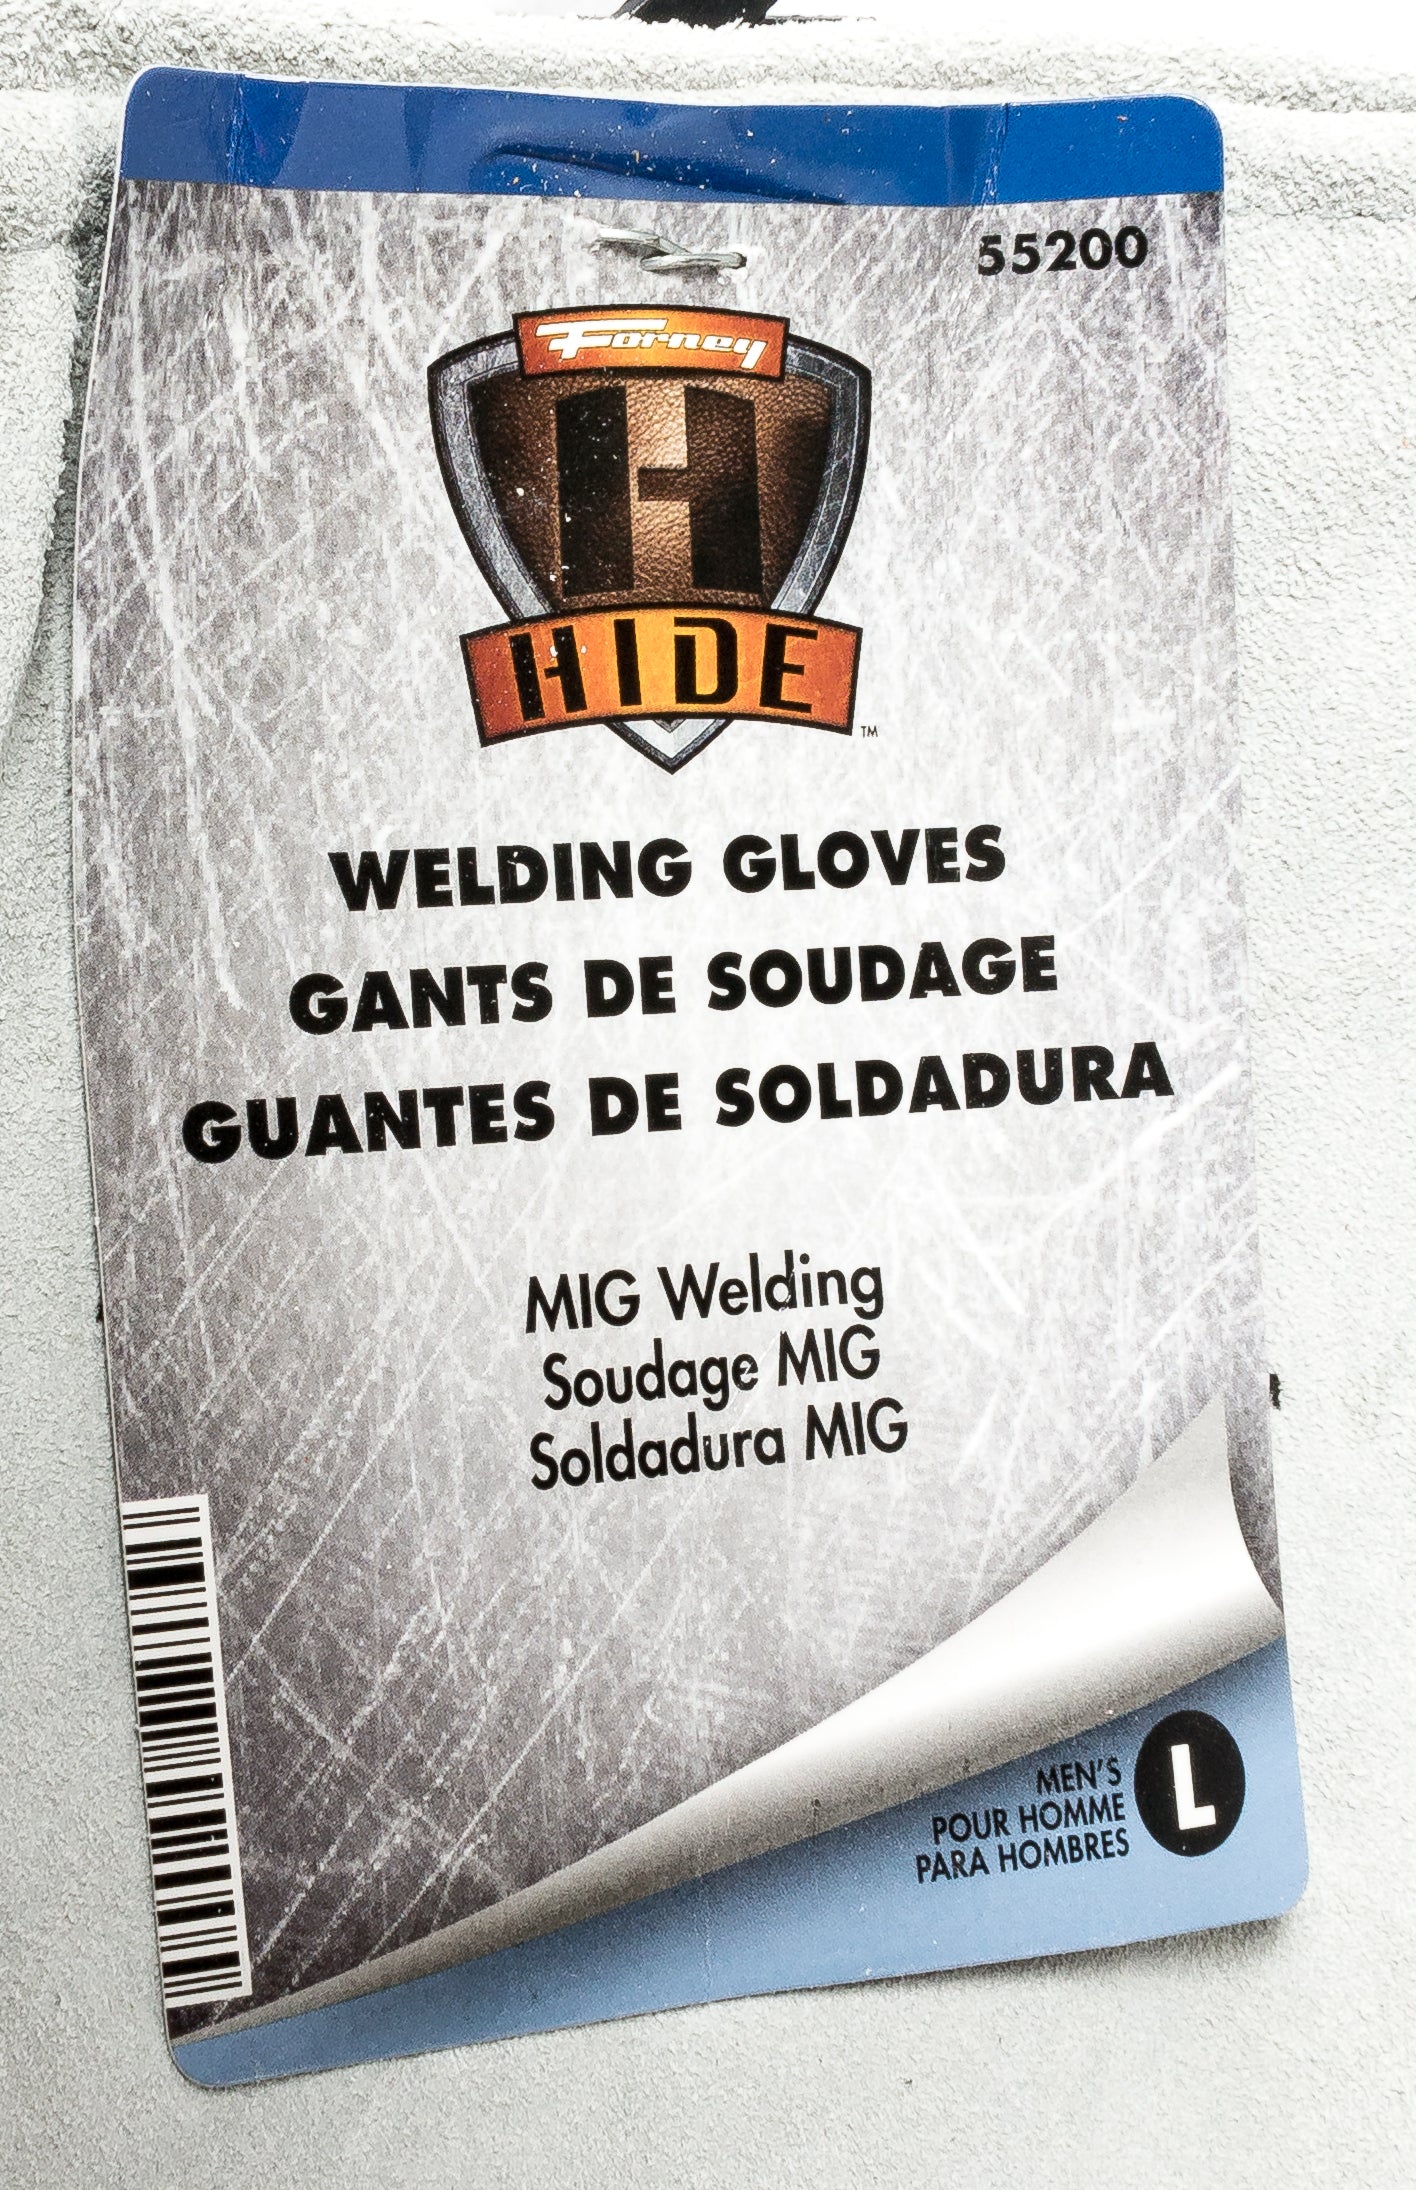 55200
Forney
H
HIDE
TM
WELDING GLOVES
GANTS DE SOUDAGE
GUANTES DE SOLDADURA
MIG Welding
Soudage MIG
Soldadura MIG
MEN'S
POUR HOMME
PARA HOMBRES
L